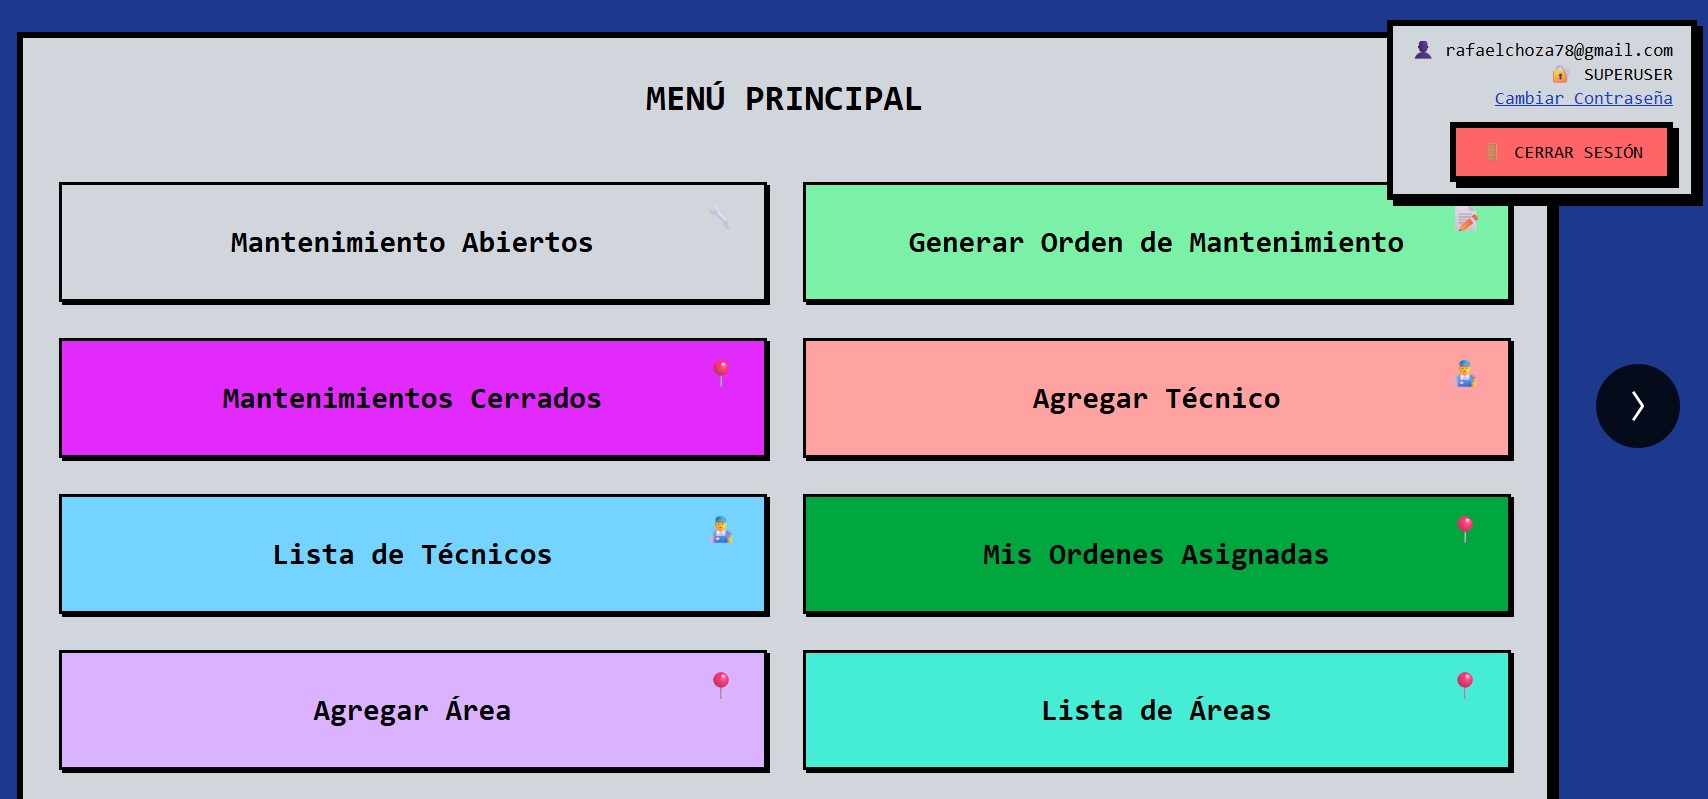 rafaelchoza78@gmail.com
SUPERUSER
Cambiar Contraseña
CERRAR SESIÓN
MENÚ PRINCIPAL
Mantenimiento Abiertos
Generar Orden de Mantenimiento
Mantenimientos Cerrados
Agregar Técnico
Lista de Técnicos
Mis Ordenes Asignadas
Agregar Área
Lista de Áreas